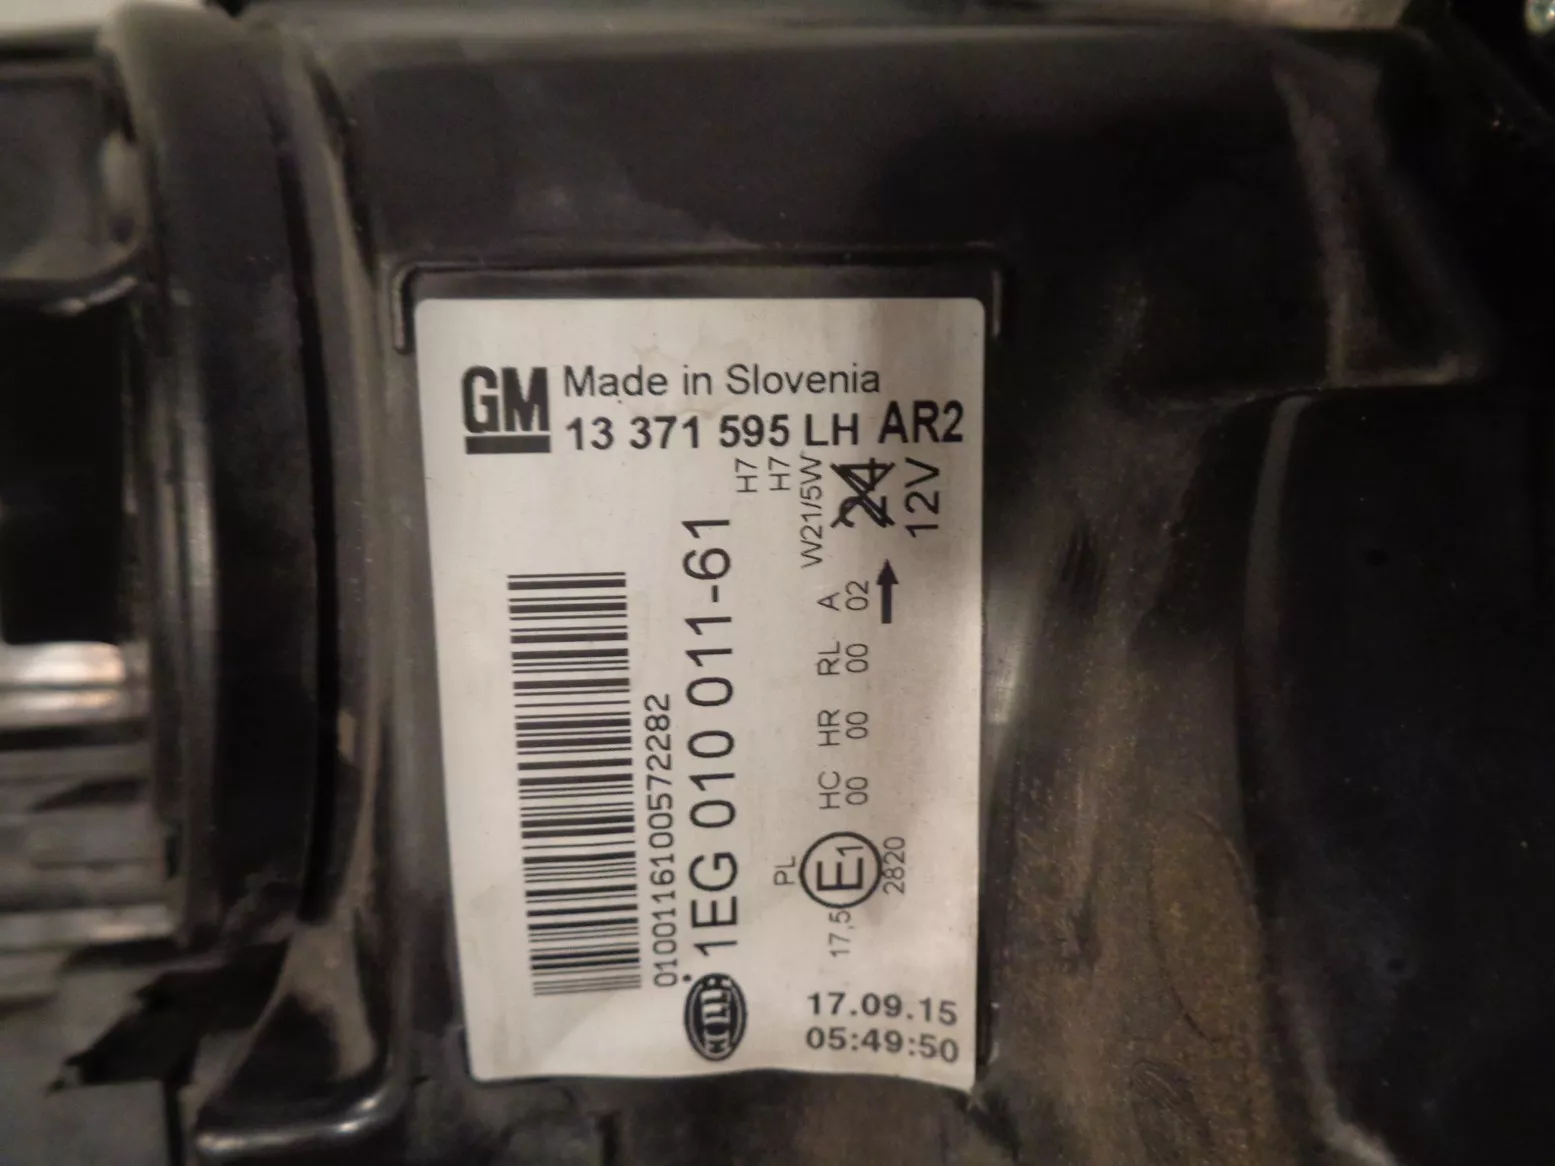 GM Made in Slovenia
13 371 595 LH AR2
H7
H7
W21/5W
24
12V
A
02
RL
00
HR
00
HC
00
PL
E1
17,5
2820
1EG 010 011-61
0100116100572282
HELLA
17.09.15
05:49:50